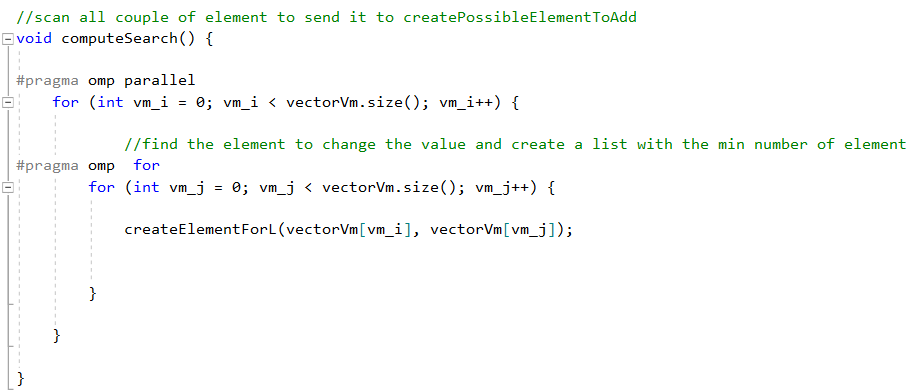 //scan all couple of element to send it to createPossibleElementToAdd
void computeSearch() {
#pragma omp parallel
for (int vm_i = 0; vm_i < vectorVm.size(); vm_i++) {
//find the element to change the value and create a list with the min number of element
#pragma omp  for
for (int vm_j = 0; vm_j < vectorVm.size(); vm_j++) {
createElementForL(vectorVm[vm_i], vectorVm[vm_j]);
}
}
}